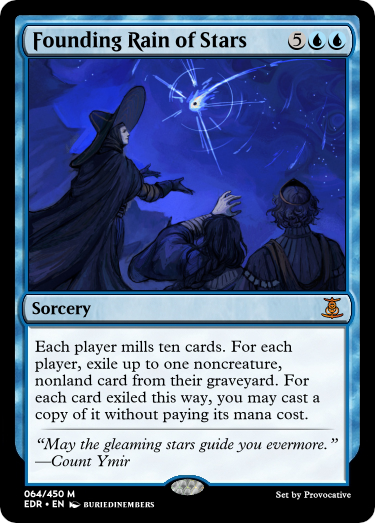 Founding Rain of Stars 5
Sorcery
Each player mills ten cards. For each
player, exile up to one noncreature,
nonland card from their graveyard. For
each card exiled this way, you may cast a
copy of it without paying its mana cost.
“May the gleaming stars guide you evermore.”
—Count Ymir
064/450 M
EDR • EN BURIEDINEMBERS
Set by Provocative